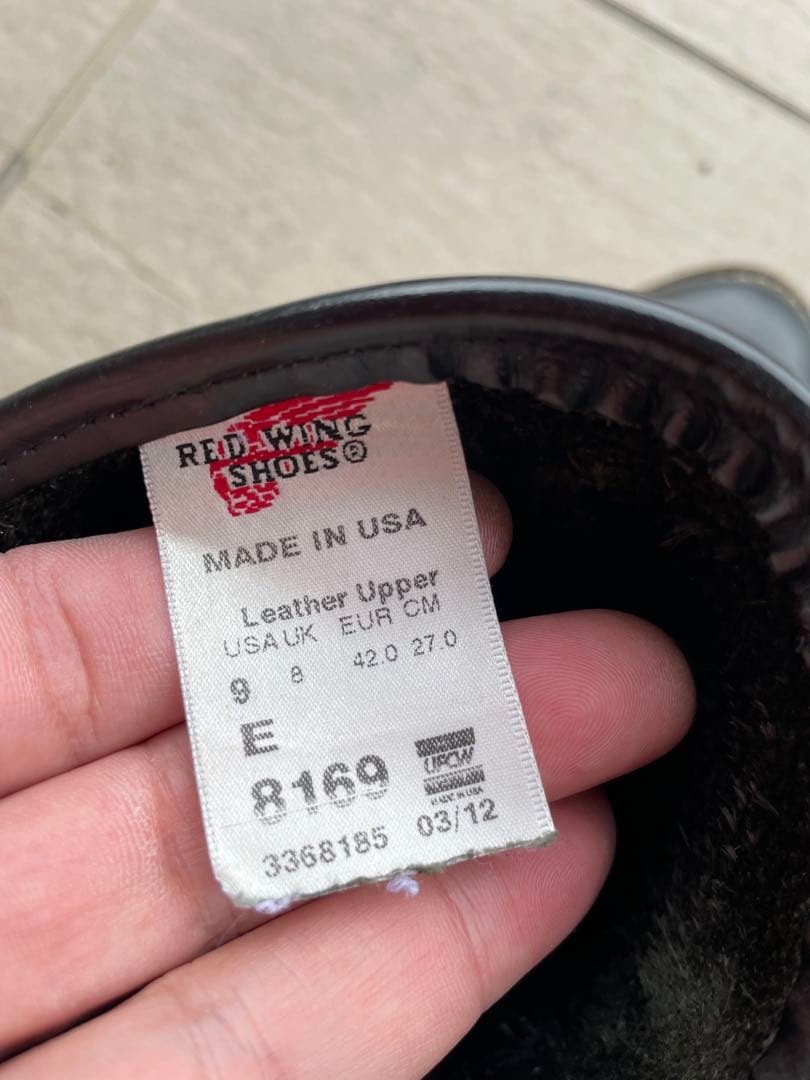 RED WING
SHOES®
MADE IN USA
Leather Upper
USA UK EUR CM
9 8 42.0 27.0
E
8169
UFCW
MADE IN USA
3368185 03/12